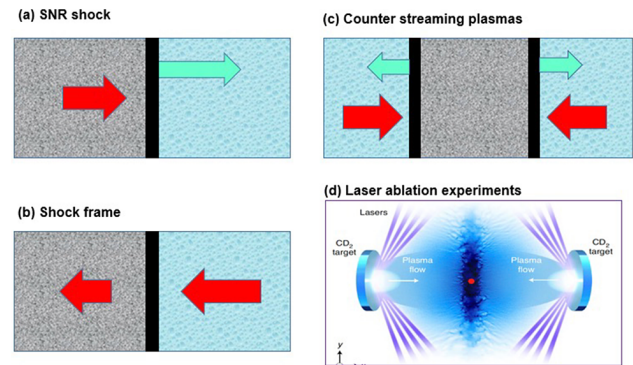 (a) SNR shock
(c) Counter streaming plasmas
(b) Shock frame
(d) Laser ablation experiments
Lasers
CD2
target
Plasma
flow
Plasma
flow
CD2
target
y